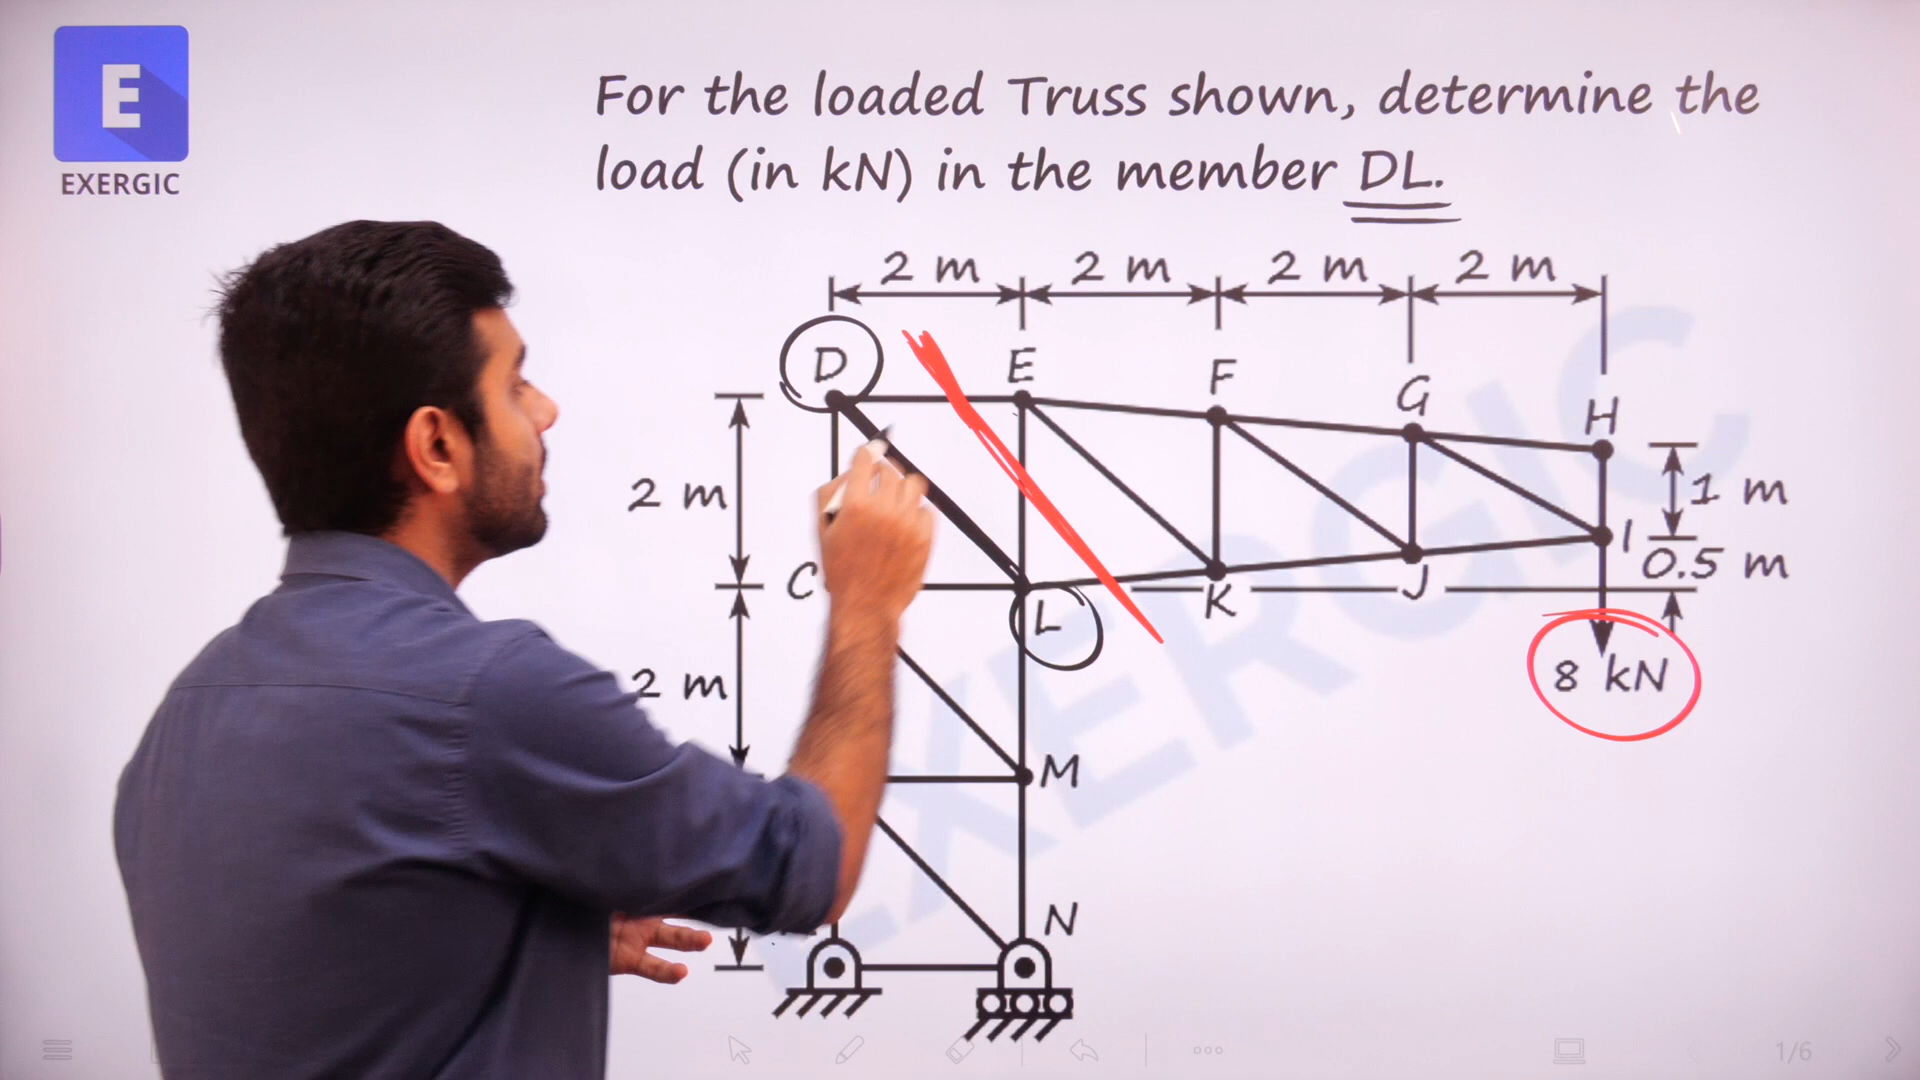 E
EXERGIC
For the loaded Truss shown, determine the
load (in kN) in the member DL.
2 m 2 m 2 m 2 m
D E F G H
2 m
1 m
I
0.5 m
C L K J
8 kN
2 m
M
N
EXERGIC
1/6